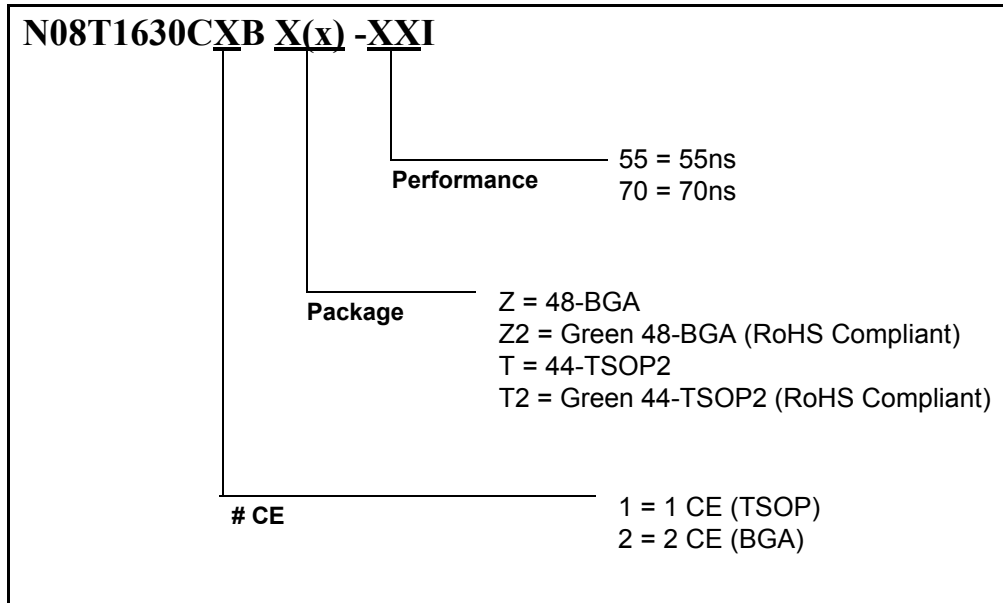 N08T1630CXB X(x) -XXI
Performance
55 = 55ns
70 = 70ns
Package
Z = 48-BGA
Z2 = Green 48-BGA (RoHS Compliant)
T = 44-TSOP2
T2 = Green 44-TSOP2 (RoHS Compliant)
# CE
1 = 1 CE (TSOP)
2 = 2 CE (BGA)